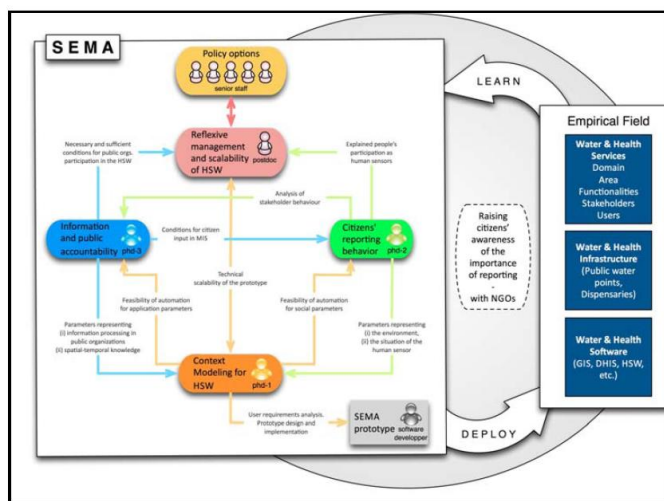 SEMA
Policy options
senior staff
LEARN
Empirical Field
Necessary and sufficient
conditions for public orgs.
participation in the HSW
Reflexive
management
and scalability
of HSW
postdoc
Explained people's
participation as
human sensors
Water & Health
Services
Domain
Area
Functionalities
Stakeholders
Users
Analysis of
stakeholder behaviour
Information
and public
accountability
phd-3
Conditions for citizen
input in MIS
Citizens'
reporting
behavior
phd-2
Raising
citizens'
awareness
of the
importance
of reporting
-
with NGOs
Water & Health
Infrastructure
(Public water
points,
Dispensaries)
Technical
scalability of the prototype
Feasibility of automation
for application parameters
Feasibility of automation
for social parameters
Parameters representing
(i) information processing in
public organizations
(ii) spatial-temporal knowledge
Parameters representing
(i) the environment,
(ii) the situation of the
human sensor
Water & Health
Software
(GIS, DHIS, HSW,
etc.)
Context
Modeling for
HSW
phd-1
User requirements analysis.
Prototype design and
implementation
SEMA
prototype
software
developper
DEPLOY